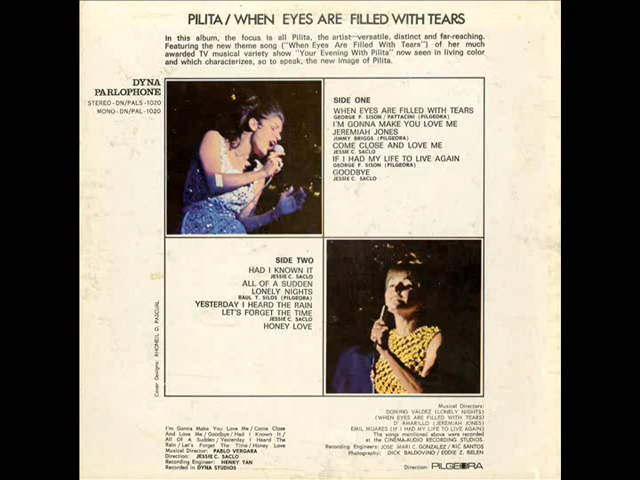 PILITA / WHEN EYES ARE FILLED WITH TEARS
In this album, the focus is all Pilita, the artist—versatile, distinct and far-reaching.
Featuring the new theme song ("When Eyes Are Filled With Tears") of her much
awarded TV musical variety show "Your Evening With Pilita" now seen in living color
and which characterizes, so to speak, the new image of Pilita.
DYNA
PARLOPHONE
STEREO - DN/PALS - 1020
MONO - DN/PAL - 1020
SIDE ONE
WHEN EYES ARE FILLED WITH TEARS
GEORGE P. SISON / PATTACINI (PILGEORA)
I'M GONNA MAKE YOU LOVE ME
JEREMIAH JONES
JIMMY BRIGGS (PILGEORA)
COME CLOSE AND LOVE ME
JESSIE C. SACLO
IF I HAD MY LIFE TO LIVE AGAIN
GEORGE P. SISON (PILGEORA)
GOODBYE
JESSIE C. SACLO
SIDE TWO
HAD I KNOWN IT
JESSIE C. SACLO
ALL OF A SUDDEN
LONELY NIGHTS
RAUL T. SILOS (PILGEORA)
YESTERDAY I HEARD THE RAIN
LET'S FORGET THE TIME
JESSIE C. SACLO
HONEY LOVE
Cover Designs: RHONEIL D. PASCUAL
I'm Gonna Make You Love Me / Come Close
And Love Me / Goodbye / Had I Known It /
All Of A Sudden / Yesterday I Heard The
Rain / Let's Forget The Time / Honey Love
Musical Director: PABLO VERGARA
Direction: JESSIE C. SACLO
Recording Engineer: HENRY TAN
Recorded in DYNA STUDIOS
Musical Directors:
DOMING VALDEZ (LONELY NIGHTS)
(WHEN EYES ARE FILLED WITH TEARS)
D' AMARILLO (JEREMIAH JONES)
EMIL MIJARES (IF I HAD MY LIFE TO LIVE AGAIN)
The songs mentioned above were recorded
at the CINEMA-AUDIO RECORDING STUDIOS.
Recording Engineers: JOSE MARI C. GONZALEZ / RIC SANTOS
Photography: DICK BALDOVINO / EDDIE Z. BELEN
Direction: PILGEORA